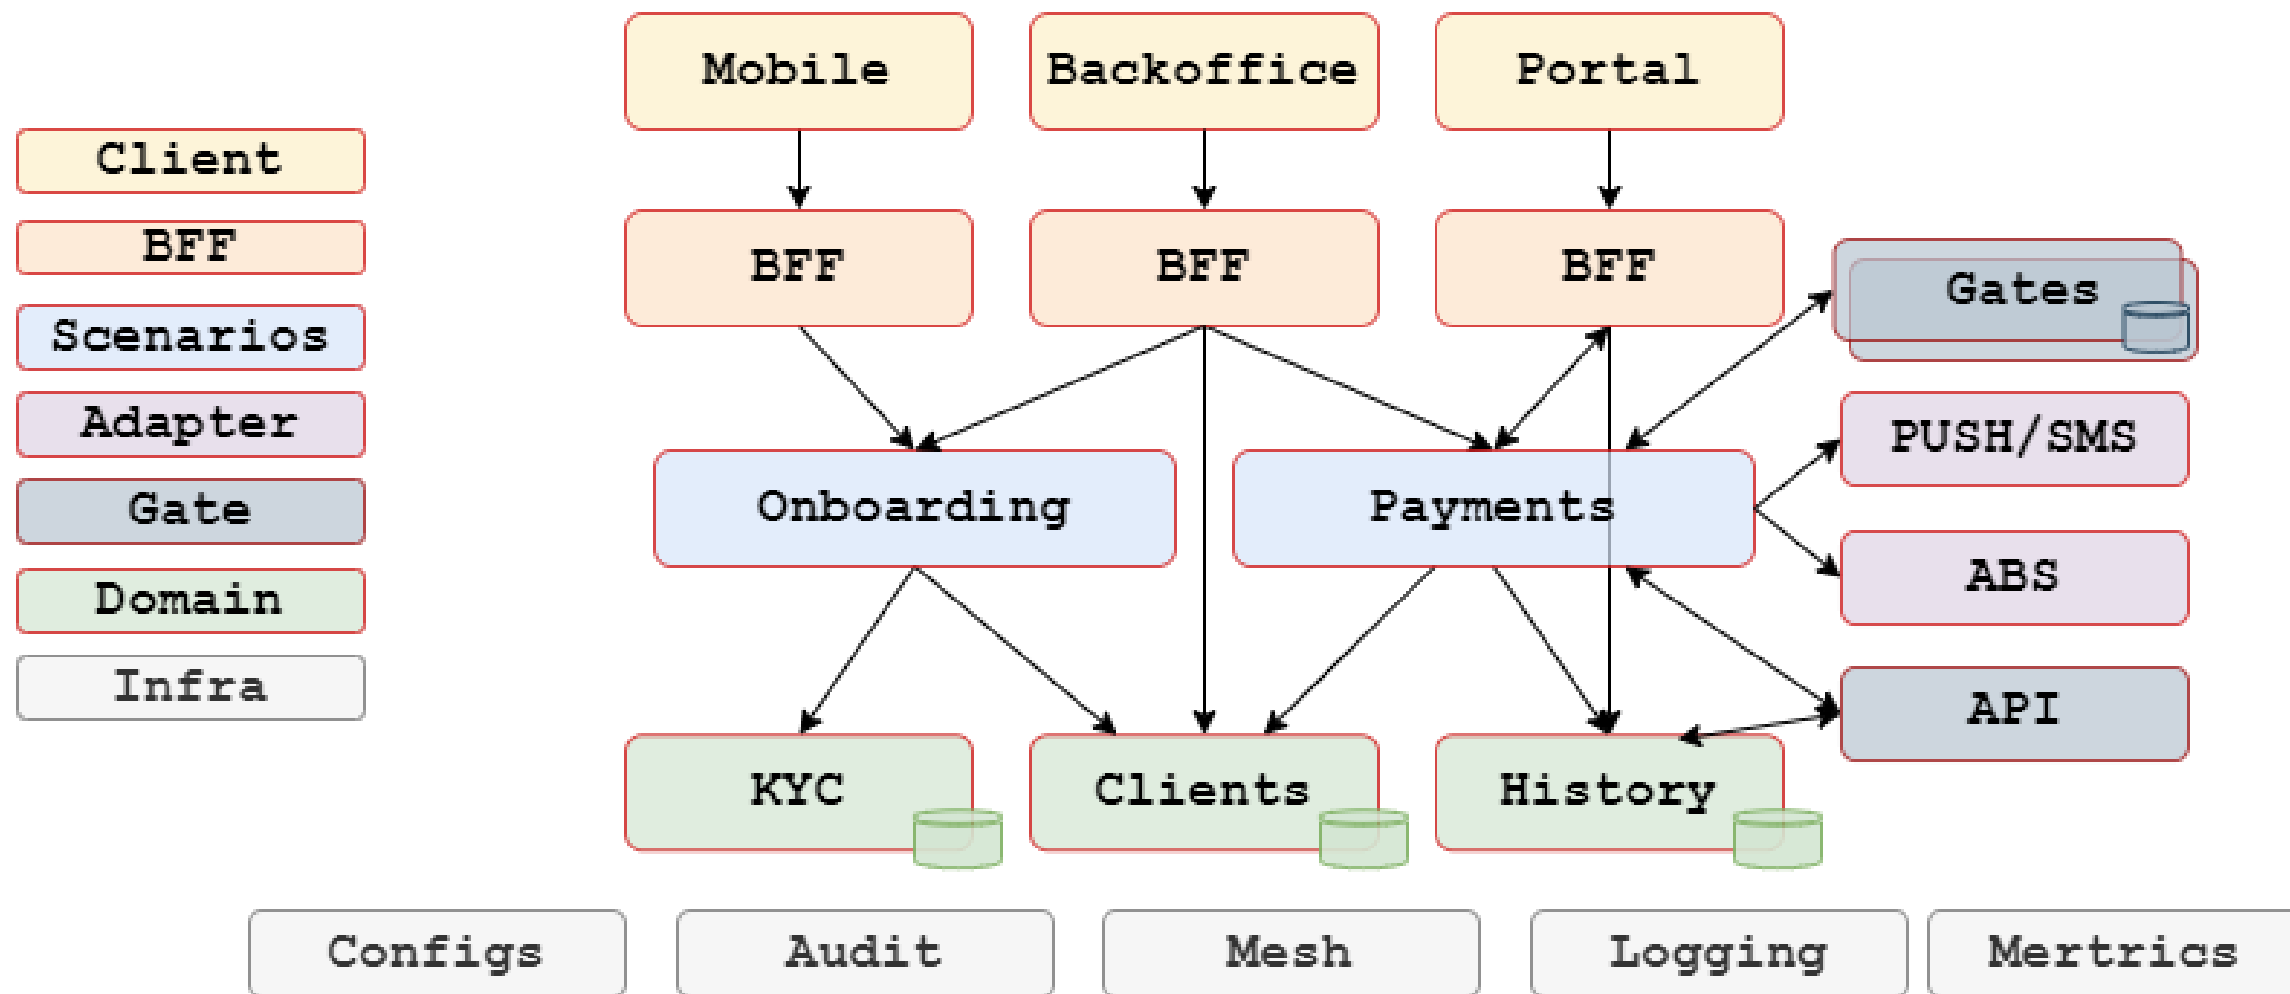 Mobile
Backoffice
Portal
Client
BFF
Scenarios
Adapter
Gate
Domain
Infra
BFF
BFF
BFF
Gates
PUSH/SMS
Onboarding
Payments
ABS
API
KYC
Clients
History
Configs
Audit
Mesh
Logging
Mertrics